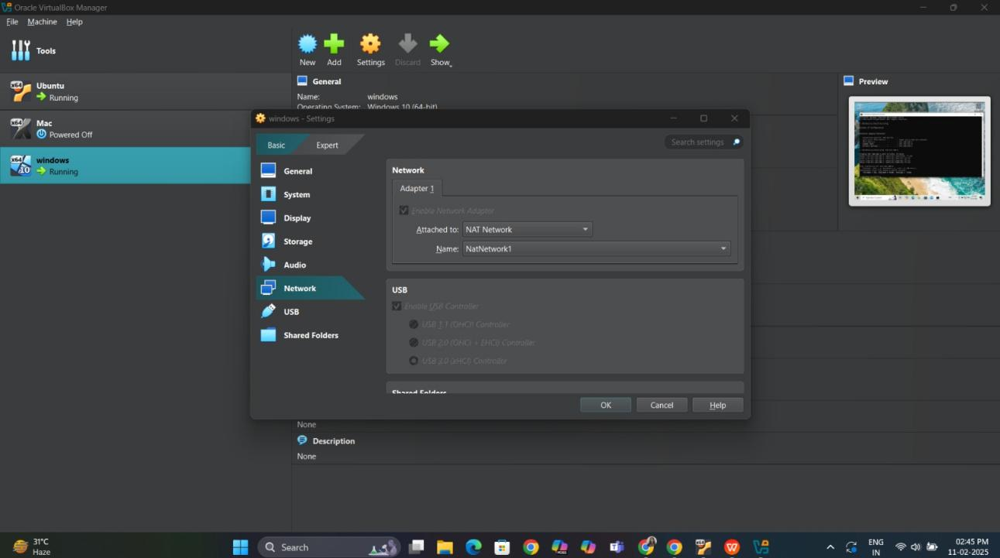 Oracle VirtualBox Manager
File Machine Help
Tools
New Add Settings Discard Show
x64 Ubuntu
Running
x64 Mac
Powered Off
x64 10 windows
Running
General
Name: windows
Operating System: Windows 10 (64-bit)
Preview
windows - Settings
Basic Expert
Search settings
General
System
Display
Storage
Audio
Network
USB
Shared Folders
Network
Adapter 1
Enable Network Adapter
Attached to: NAT Network
Name: NatNetwork1
USB
Enable USB Controller
USB 1.1 (OHCI) Controller
USB 2.0 (OHCI + EHCI) Controller
USB 3.0 (xHCI) Controller
Shared Folders
OK Cancel Help
None
Description
None
31°C
Haze
Search
ENG
IN
02:45 PM
11-02-2025